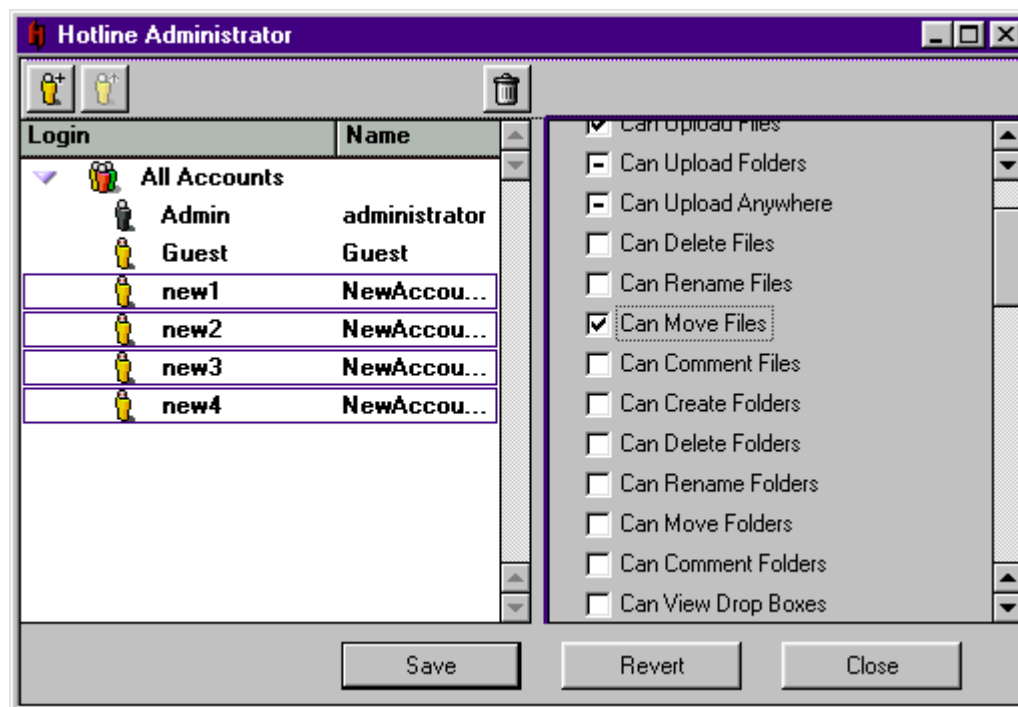 Hotline Administrator
Login Name
All Accounts
Admin administrator
Guest Guest
new1 NewAccou...
new2 NewAccou...
new3 NewAccou...
new4 NewAccou...
Can Upload Files
Can Upload Folders
Can Upload Anywhere
Can Delete Files
Can Rename Files
Can Move Files
Can Comment Files
Can Create Folders
Can Delete Folders
Can Rename Folders
Can Move Folders
Can Comment Folders
Can View Drop Boxes
Save Revert Close